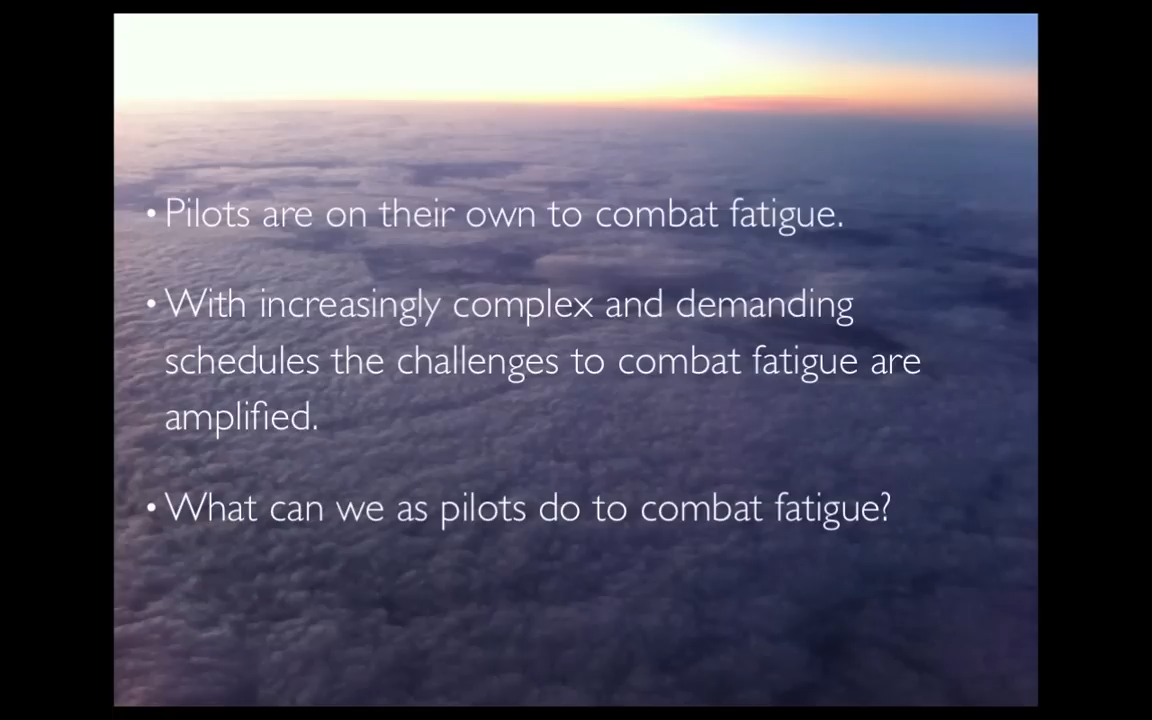 • Pilots are on their own to combat fatigue.
• With increasingly complex and demanding
schedules the challenges to combat fatigue are
amplified.
• What can we as pilots do to combat fatigue?